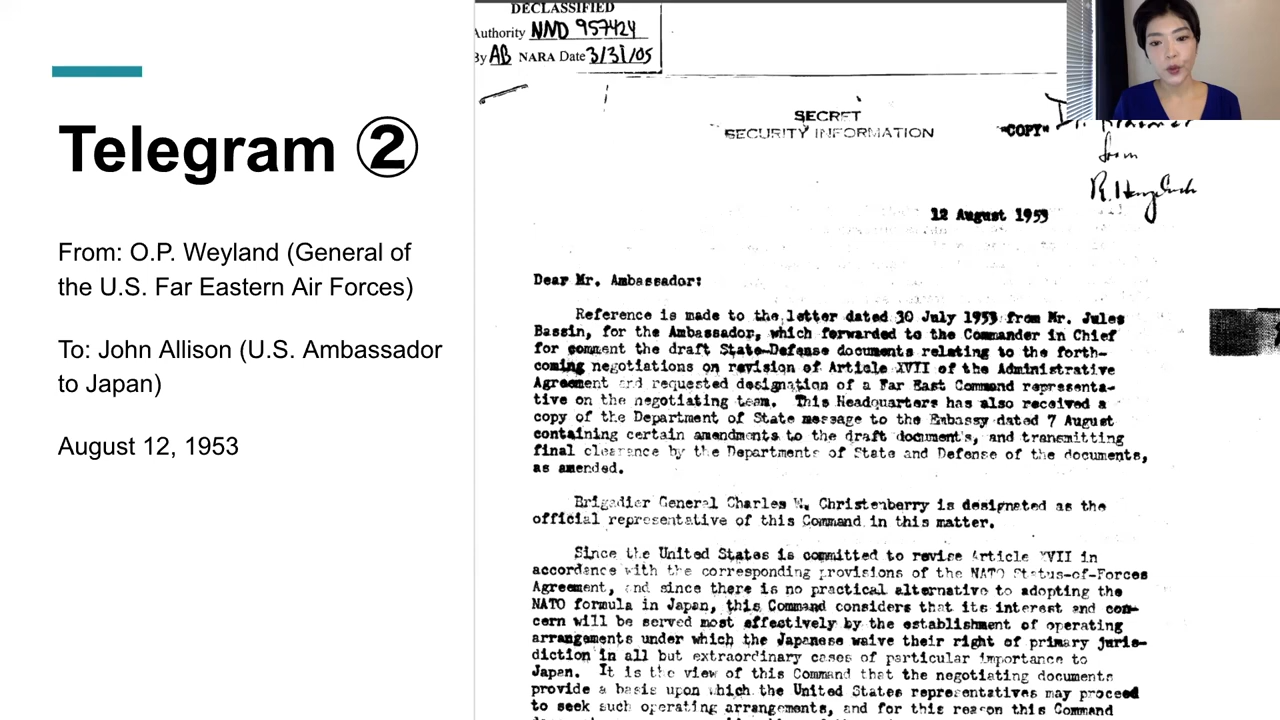 Telegram ②
From: O.P. Weyland (General of
the U.S. Far Eastern Air Forces)
To: John Allison (U.S. Ambassador
to Japan)
August 12, 1953
DECLASSIFIED
Authority NND 957424
By AB NARA Date 3/31/05
SECRET
SECURITY INFORMATION
"COPY"
from
12 August 1953
Dear Mr. Ambassador:
Reference is made to the letter dated 30 July 1953 from Mr. Jules
Bassin, for the Ambassador, which forwarded to the Commander in Chief
for comment the draft State-Defense documents relating to the forth-
coming negotiations on revision of Article XVII of the Administrative
Agreement and requested designation of a Far East Command representa-
tive on the negotiating team. This Headquarters has also received a
copy of the Department of State message to the Embassy dated 7 August
containing certain amendments to the draft documents, and transmitting
final clearance by the Departments of State and Defense of the documents,
as amended.
Brigadier General Charles W. Christenberry is designated as the
official representative of this Command in this matter.
Since the United States is committed to revise Article XVII in
accordance with the corresponding provisions of the NATO Status-of-Forces
Agreement, and since there is no practical alternative to adopting the
NATO formula in Japan, this Command considers that its interest and con-
cern will be served most effectively by the establishment of operating
arrangements under which the Japanese waive their right of primary juris-
diction in all but extraordinary cases of particular importance to
Japan. It is the view of this Command that the negotiating documents
provide a basis upon which the United States representatives may proceed
to seek such operating arrangements, and for this reason this Command